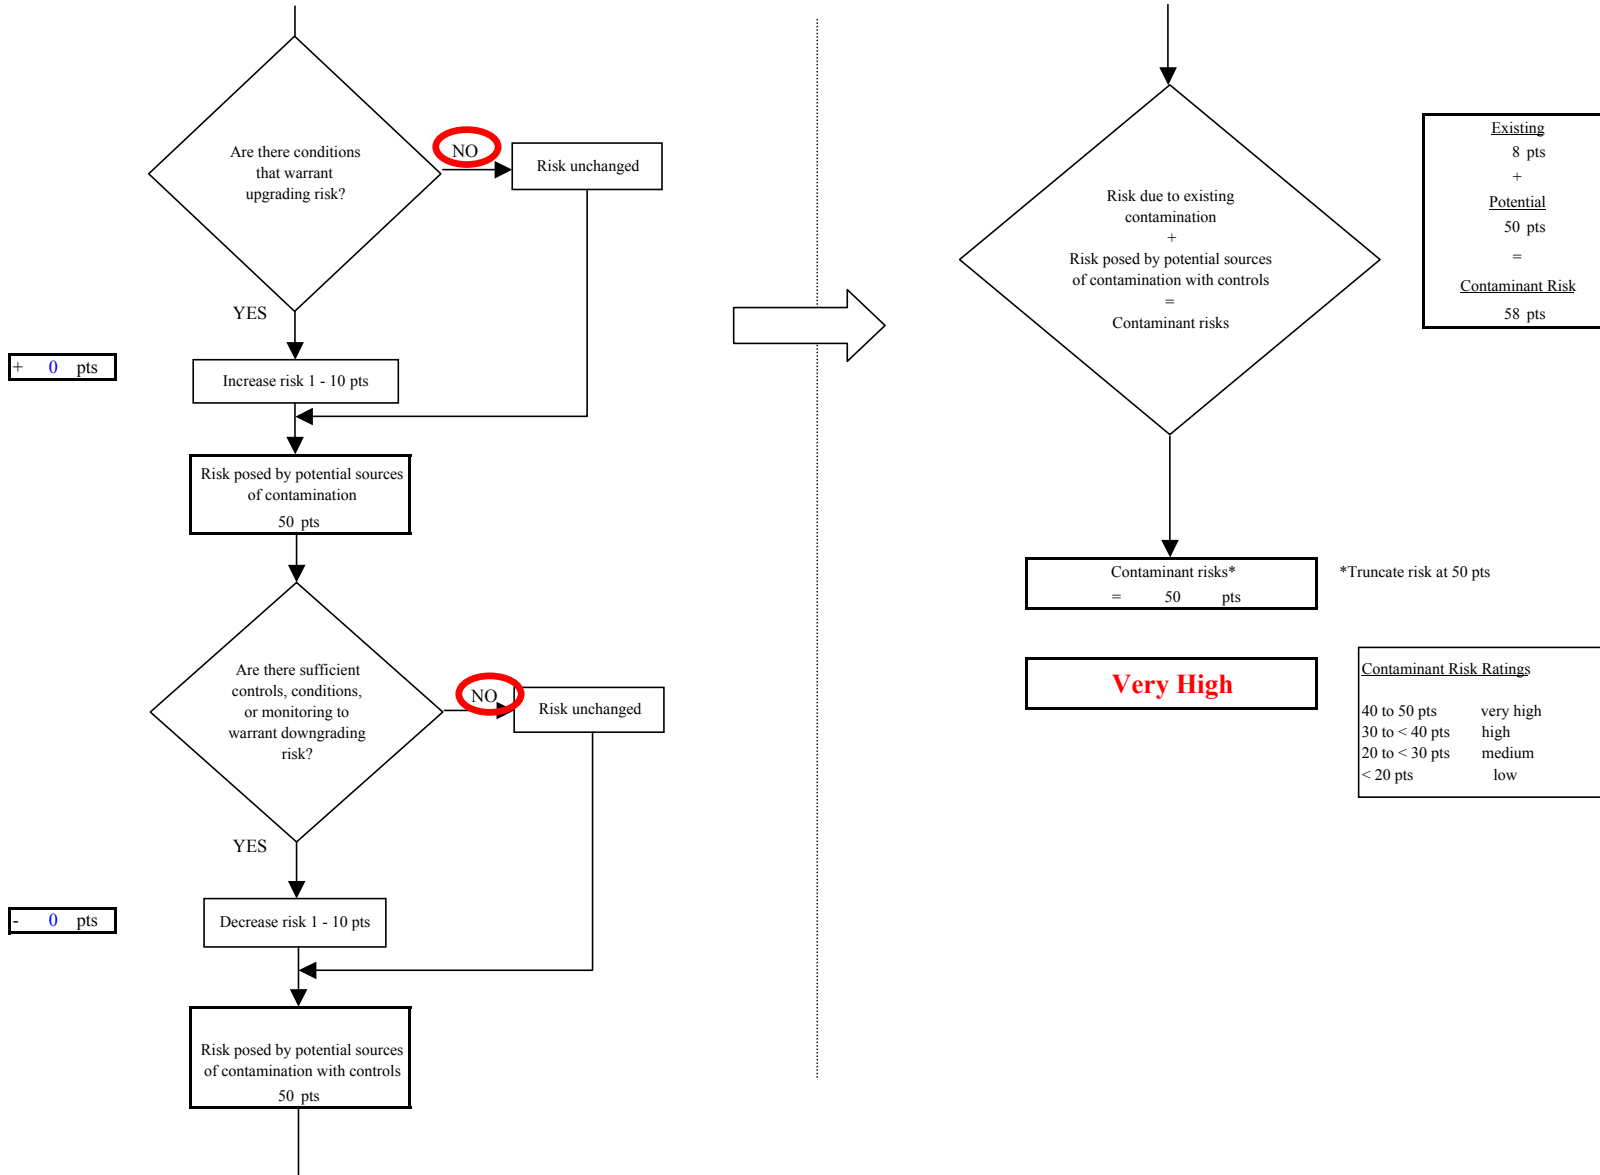 Are there conditions
that warrant
upgrading risk?
NO
Risk unchanged
YES
+ 0 pts
Increase risk 1 - 10 pts
Risk posed by potential sources
of contamination
50 pts
Are there sufficient
controls, conditions,
or monitoring to
warrant downgrading
risk?
NO
Risk unchanged
YES
- 0 pts
Decrease risk 1 - 10 pts
Risk posed by potential sources
of contamination with controls
50 pts
Risk due to existing
contamination
+
Risk posed by potential sources
of contamination with controls
=
Contaminant risks
Existing
8 pts
+
Potential
50 pts
=
Contaminant Risk
58 pts
Contaminant risks*
= 50 pts
*Truncate risk at 50 pts
Very High
Contaminant Risk Ratings
40 to 50 pts very high
30 to < 40 pts high
20 to < 30 pts medium
< 20 pts low